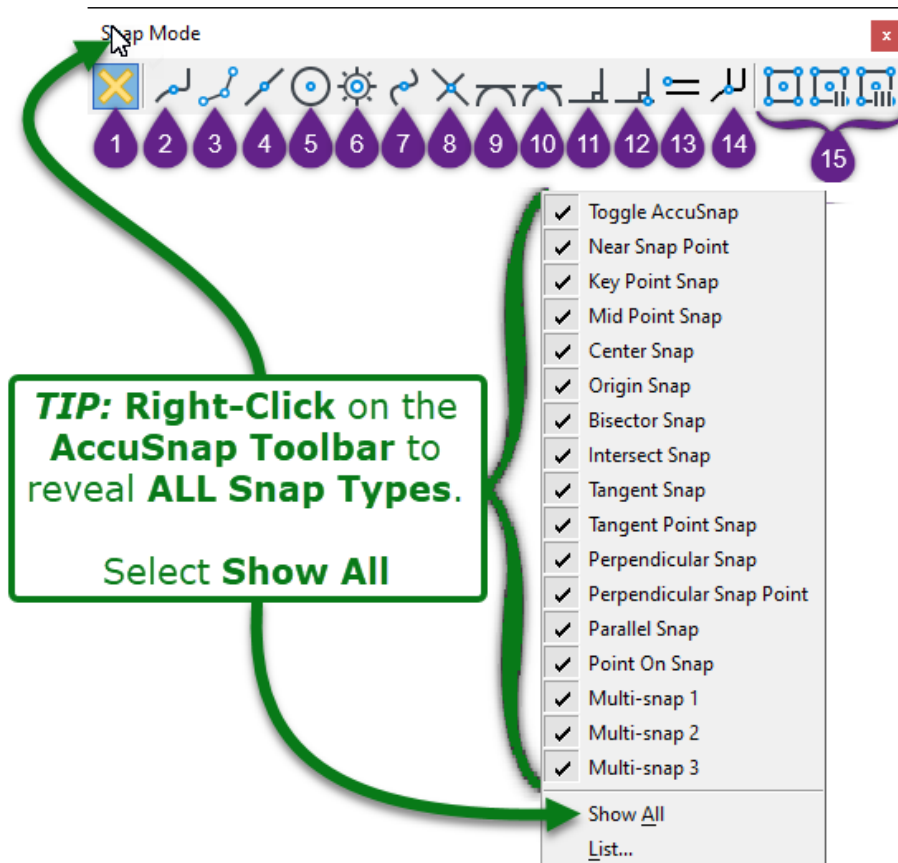 Snap Mode
x
1 2 3 4 5 6 7 8 9 10 11 12 13 14 15
Toggle AccuSnap
Near Snap Point
Key Point Snap
Mid Point Snap
Center Snap
Origin Snap
Bisector Snap
Intersect Snap
Tangent Snap
Tangent Point Snap
Perpendicular Snap
Perpendicular Snap Point
Parallel Snap
Point On Snap
Multi-snap 1
Multi-snap 2
Multi-snap 3
Show All
List...
TIP: Right-Click on the
AccuSnap Toolbar to
reveal ALL Snap Types.
Select Show All